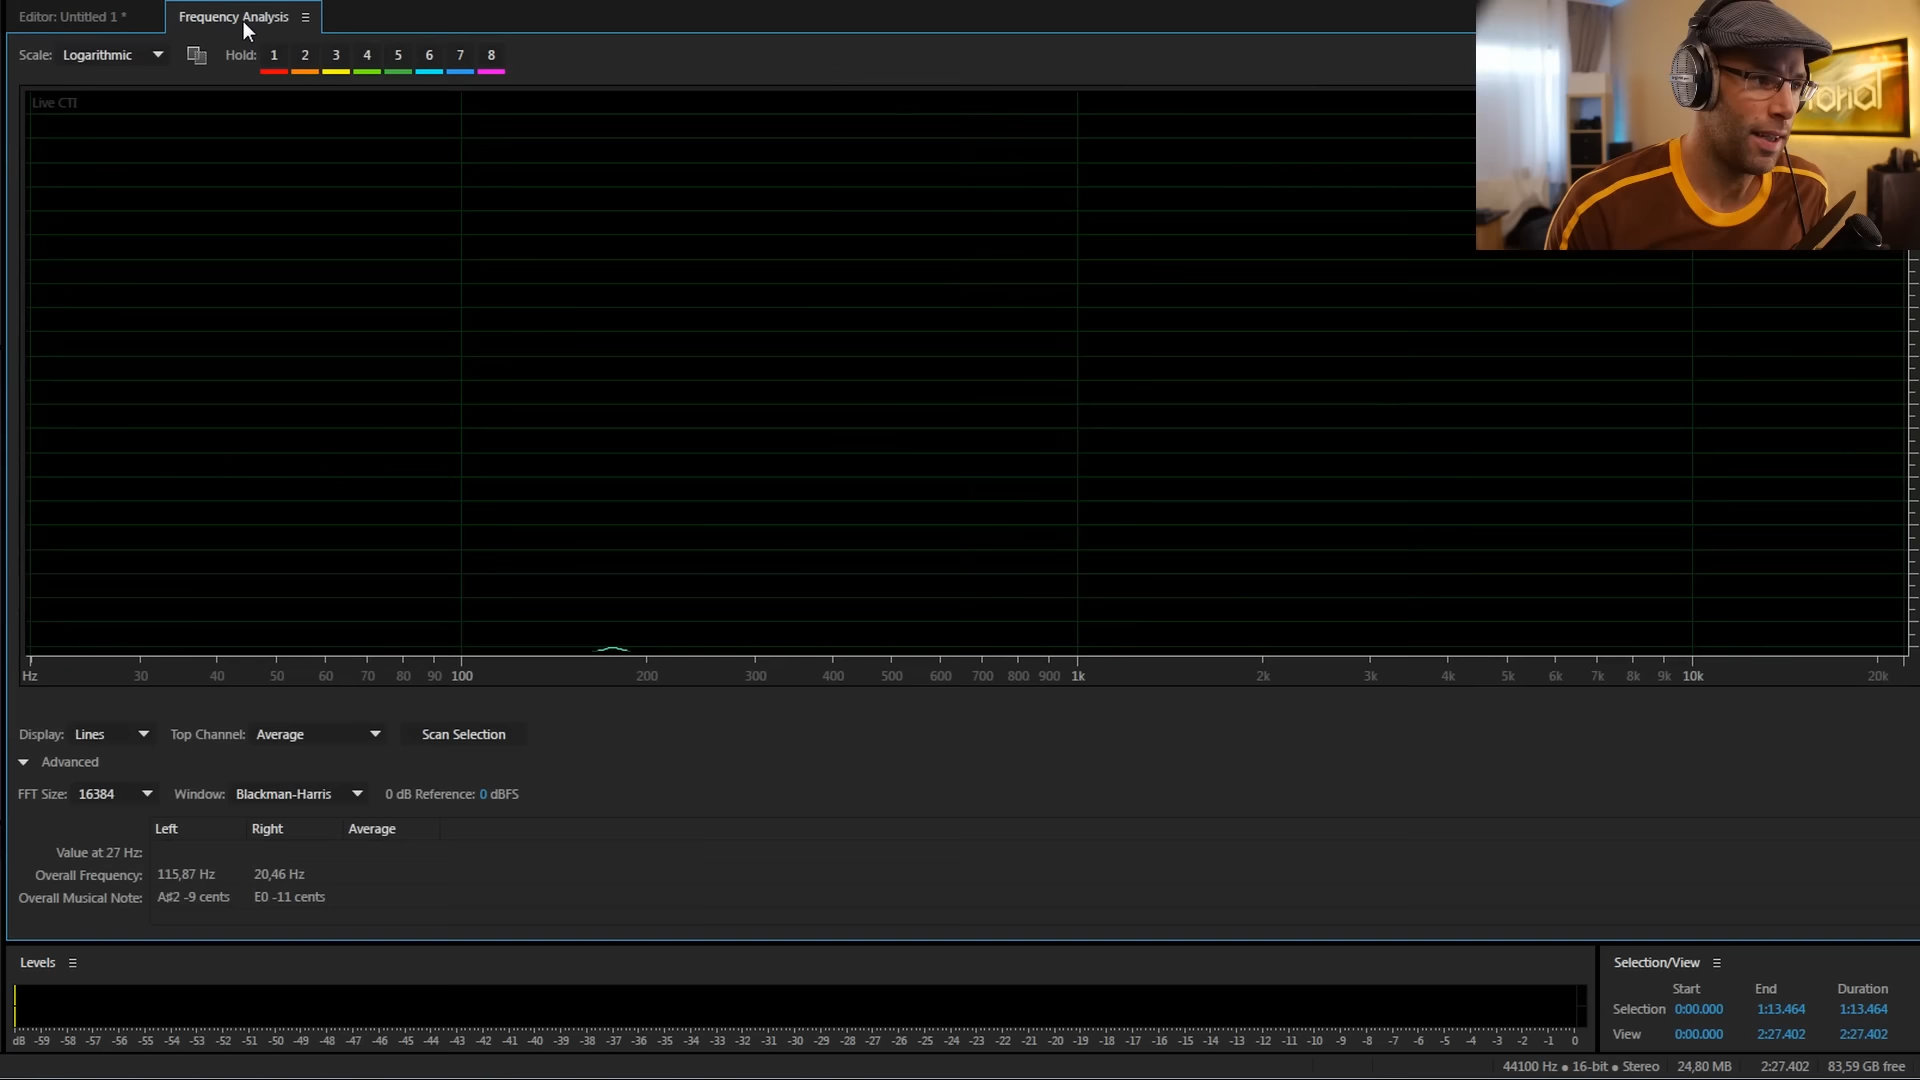 Editor: Untitled 1 *
Frequency Analysis
Scale: Logarithmic Hold: 1 2 3 4 5 6 7 8
Live CTI
Hz 30 40 50 60 70 80 90 100 200 300 400 500 600 700 800 900 1k 2k 3k 4k 5k 6k 7k 8k 9k 10k 20k
Display: Lines Top Channel: Average Scan Selection
Advanced
FFT Size: 16384 Window: Blackman-Harris 0 dB Reference: 0 dBFS
Left Right Average
Value at 27 Hz:
Overall Frequency: 115,87 Hz 20,46 Hz
Overall Musical Note: A#2 -9 cents E0 -11 cents
Levels
dB -59 -58 -57 -56 -55 -54 -53 -52 -51 -50 -49 -48 -47 -46 -45 -44 -43 -42 -41 -40 -39 -38 -37 -36 -35 -34 -33 -32 -31 -30 -29 -28 -27 -26 -25 -24 -23 -22 -21 -20 -19 -18 -17 -16 -15 -14 -13 -12 -11 -10 -9 -8 -7 -6 -5 -4 -3 -2 -1 0
Selection/View
Start End Duration
Selection 0:00.000 1:13.464 1:13.464
View 0:00.000 2:27.402 2:27.402
44100 Hz • 16-bit • Stereo 24,80 MB 2:27.402 83,59 GB free